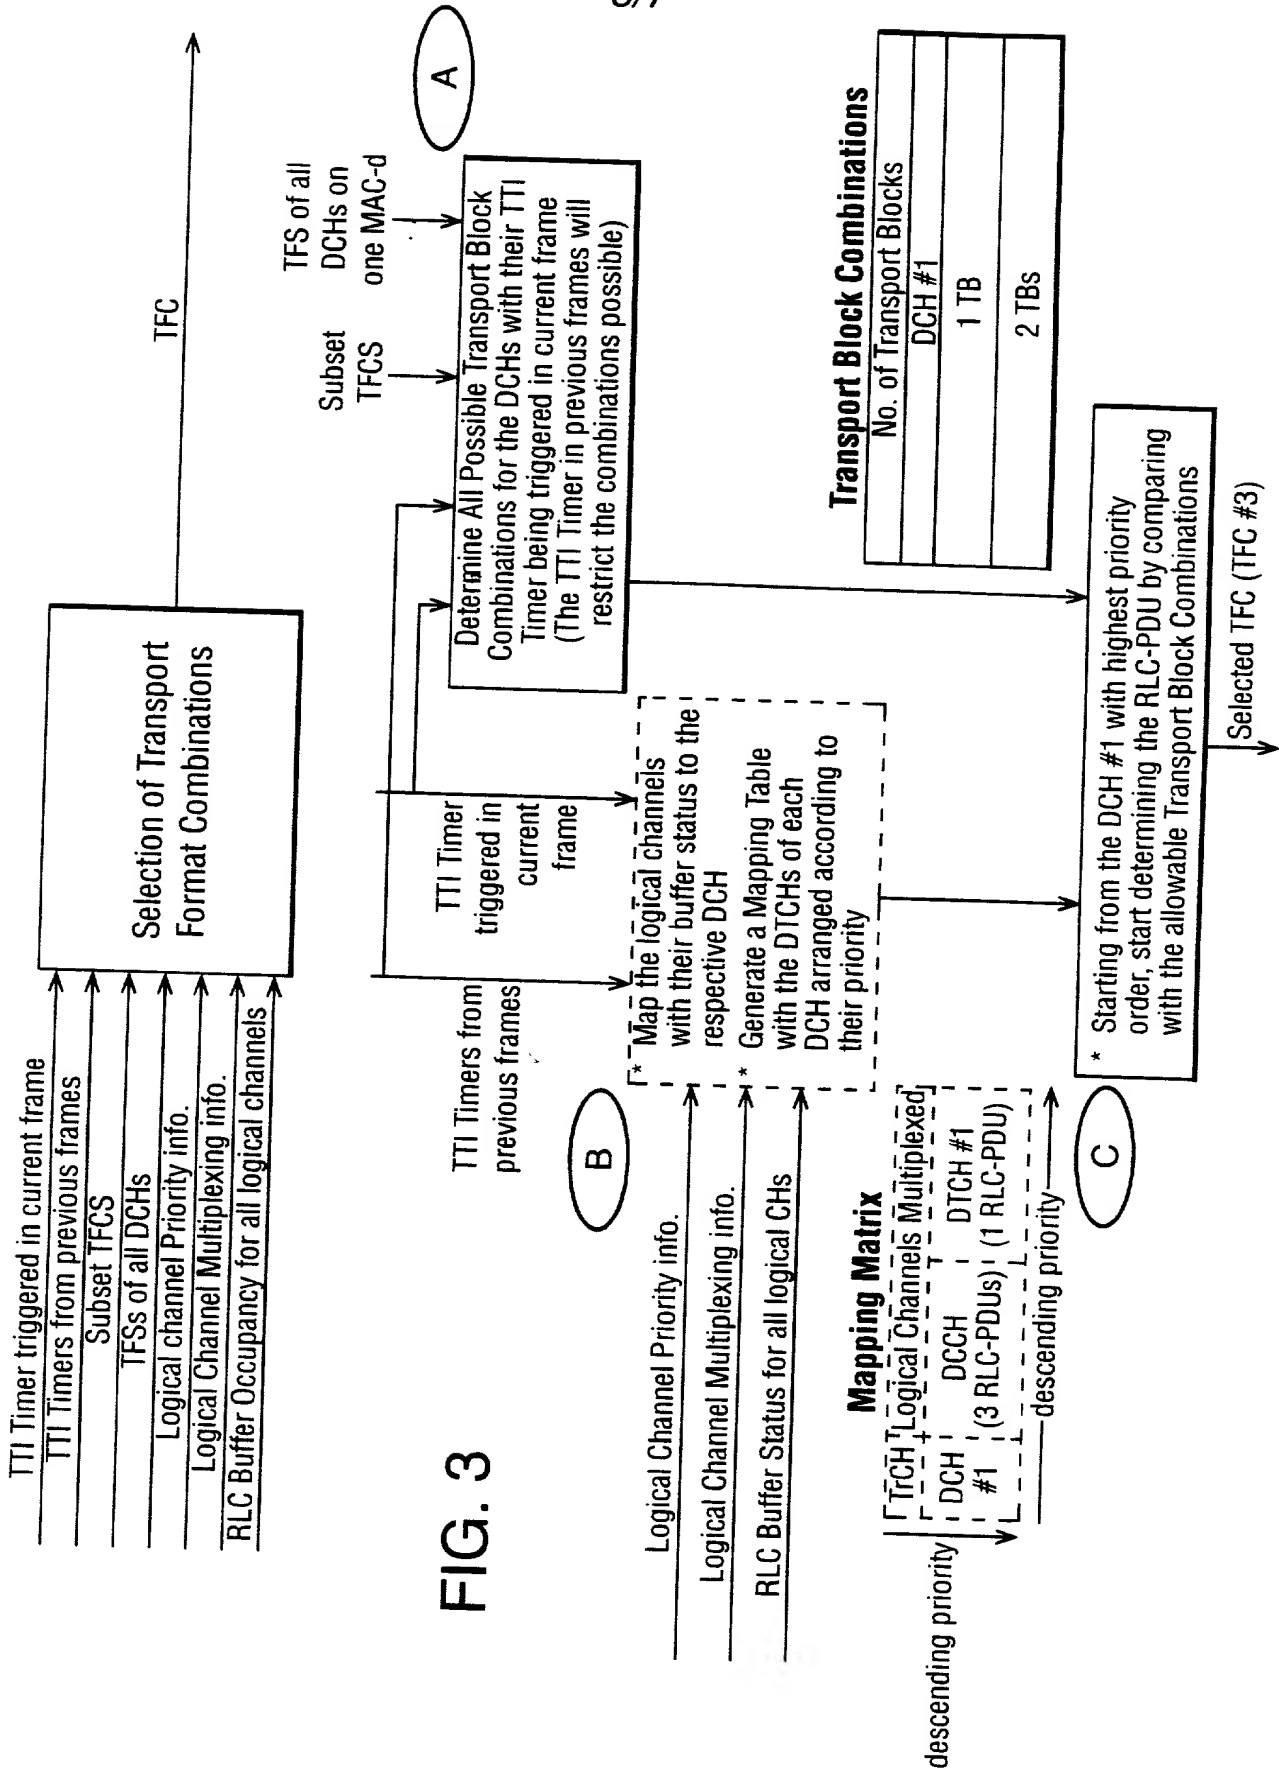 TTI Timer triggered in current frame
TTI Timers from previous frames
Subset TFCS
TFSs of all DCHs
Logical channel Priority info.
Logical Channel Multiplexing info.
RLC Buffer Occupancy for all logical channels
Selection of Transport
Format Combinations
TFC
FIG. 3
TTI Timers from
previous frames
TTI Timer
triggered in
current
frame
Subset
TFCS
TFS of all
DCHs on
one MAC-d
A
Determine All Possible Transport Block
Combinations for the DCHs with their TTI
Timer being triggered in current frame
(The TTI Timer in previous frames will
restrict the combinations possible)
B
Logical Channel Priority info.
Logical Channel Multiplexing info.
RLC Buffer Status for all logical CHs
* Map the logical channels
with their buffer status to the
respective DCH
* Generate a Mapping Table
with the DTCHs of each
DCH arranged according to
their priority
Mapping Matrix
TrCH Logical Channels Multiplexed
DCH DCCH DTCH #1
#1 (3 RLC-PDUs) (1 RLC-PDU)
descending priority
descending priority
Transport Block Combinations
No. of Transport Blocks
DCH #1
1 TB
2 TBs
C
* Starting from the DCH #1 with highest priority
order, start determining the RLC-PDU by comparing
with the allowable Transport Block Combinations
Selected TFC (TFC #3)